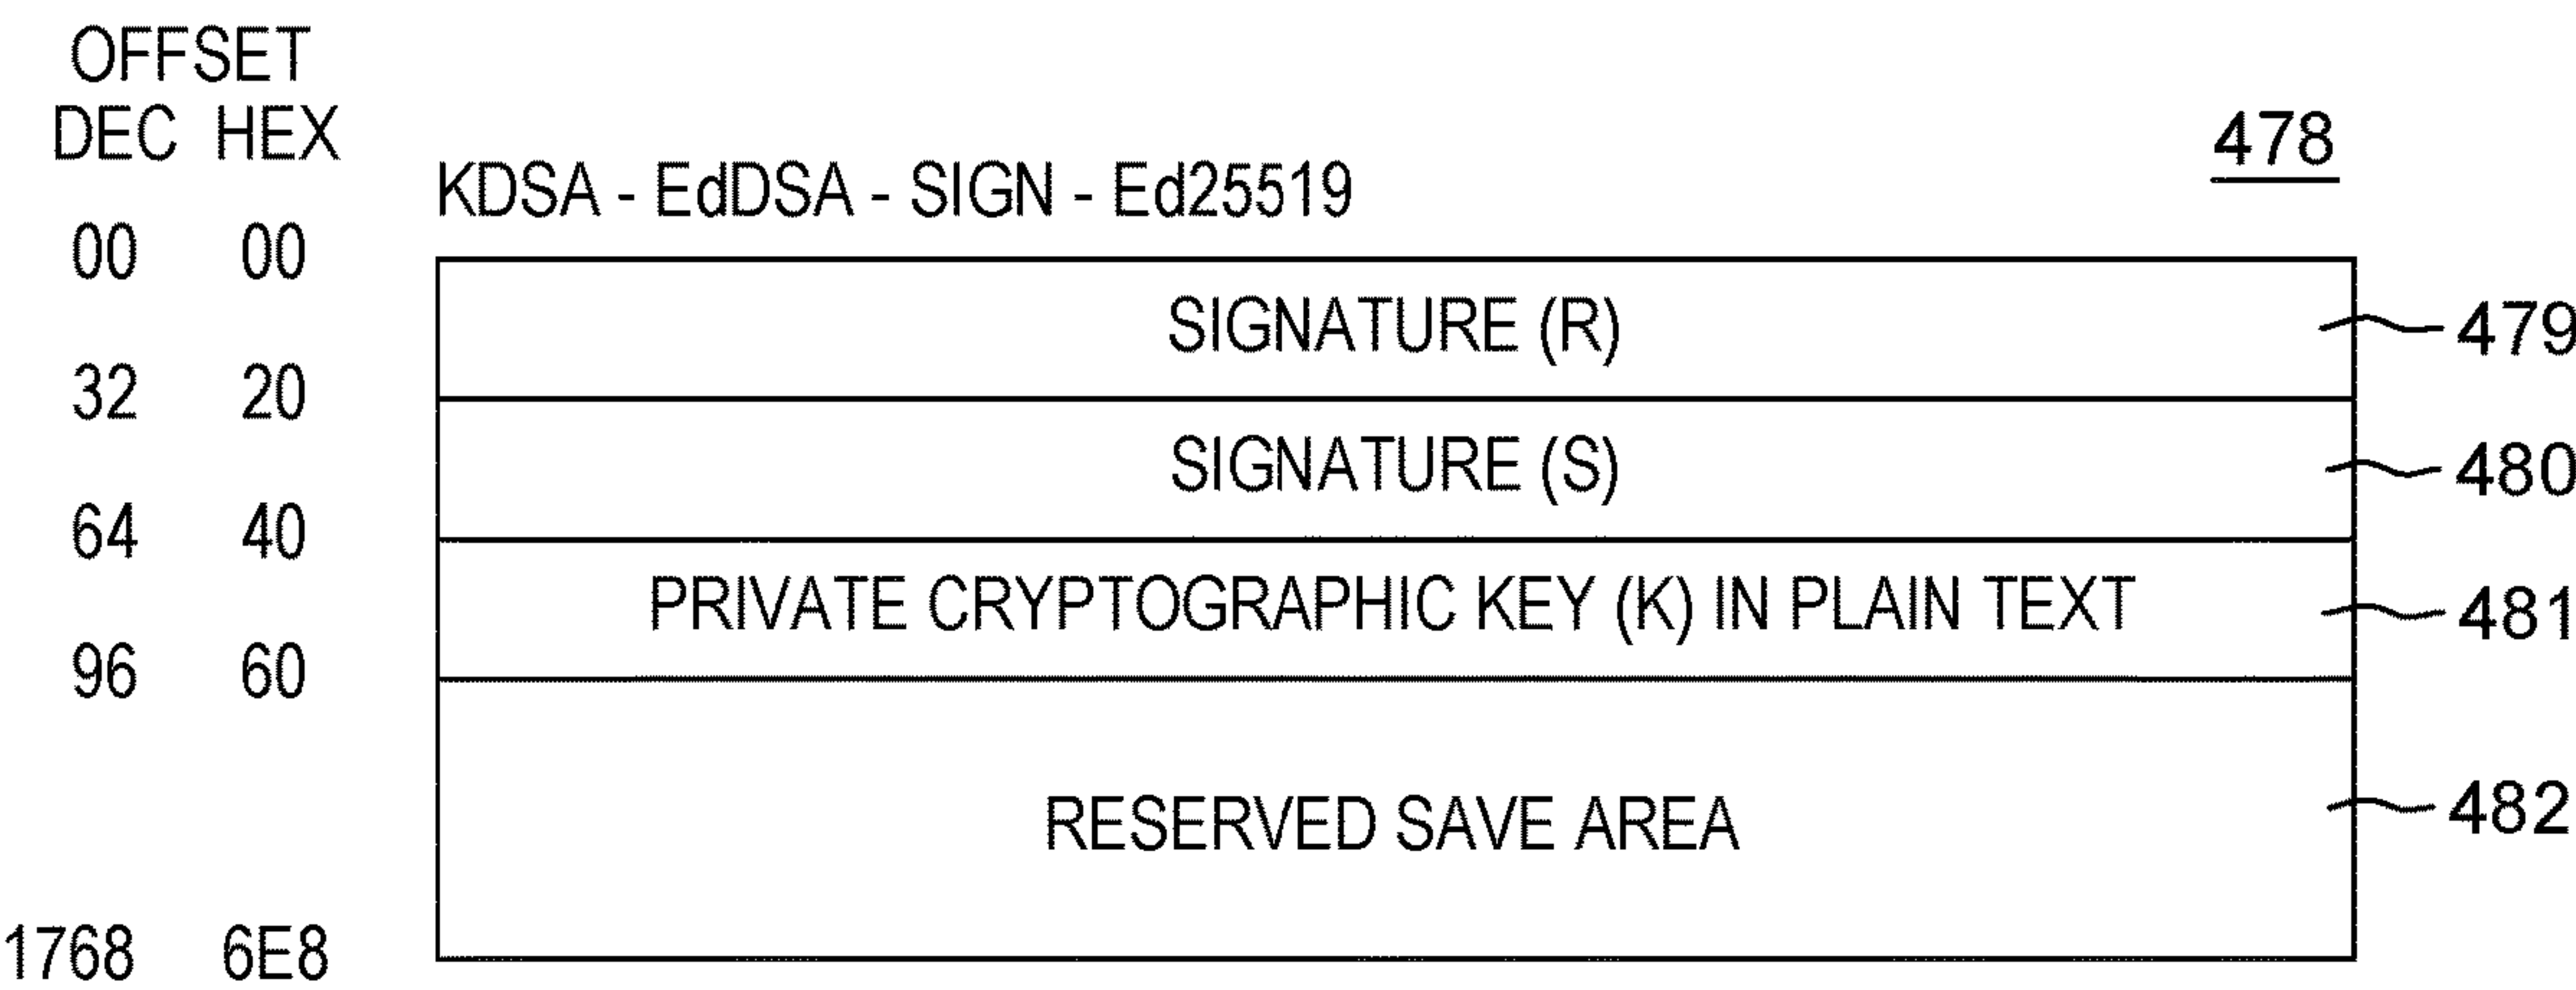 OFFSET
DEC HEX
478
KDSA - EdDSA - SIGN - Ed25519
00 00
SIGNATURE (R) 479
32 20
SIGNATURE (S) 480
64 40
PRIVATE CRYPTOGRAPHIC KEY (K) IN PLAIN TEXT 481
96 60
RESERVED SAVE AREA 482
1768 6E8